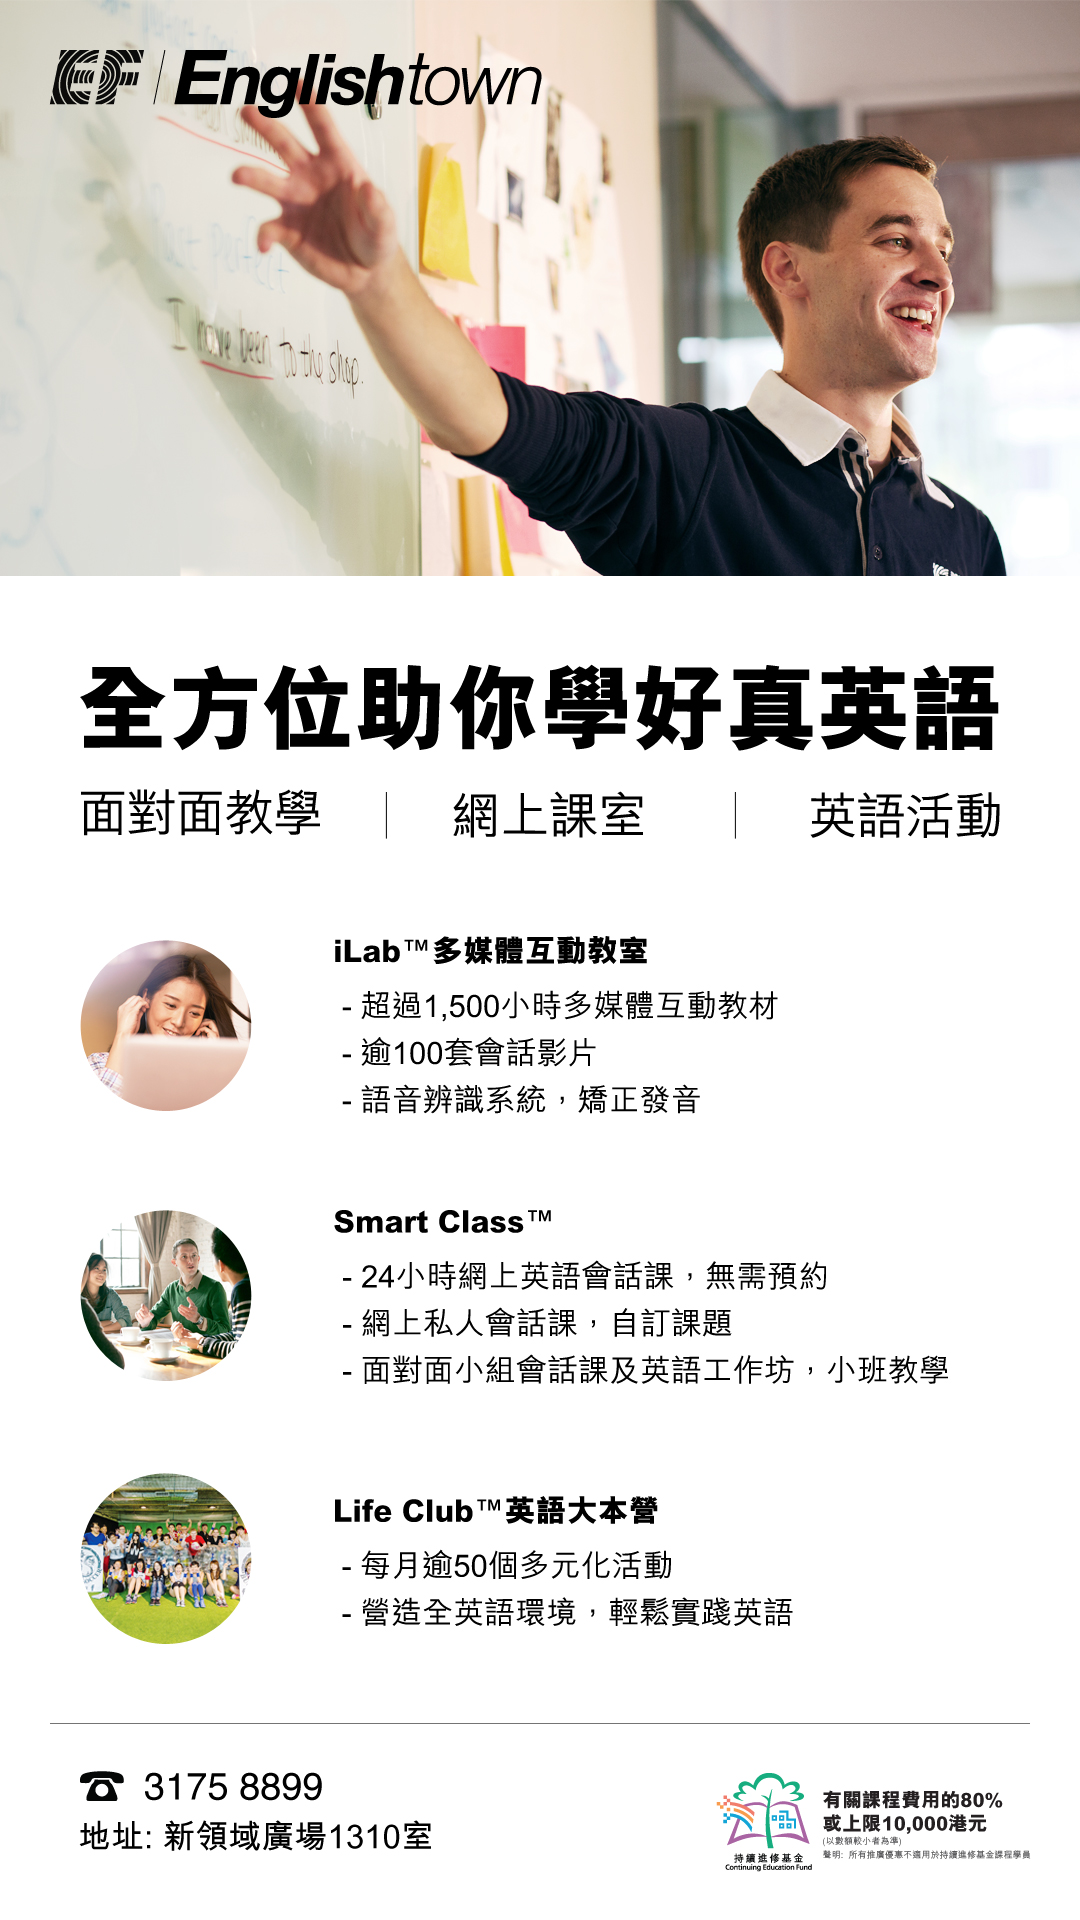 EF | Englishtown
I have been to the shop.
全方位助你學好真英語
面對面教學 | 網上課室 | 英語活動
iLab™多媒體互動教室
- 超過1,500小時多媒體互動教材
- 逾100套會話影片
- 語音辨識系統，矯正發音
Smart Class™
- 24小時網上英語會話課，無需預約
- 網上私人會話課，自訂課題
- 面對面小組會話課及英語工作坊，小班教學
Life Club™英語大本營
- 每月逾50個多元化活動
- 營造全英語環境，輕鬆實踐英語
☎ 3175 8899
地址: 新領域廣場1310室
持續進修基金
Continuing Education Fund
有關課程費用的80%
或上限10,000港元
(以數額較小者為準)
聲明: 所有推廣優惠不適用於持續進修基金課程學員